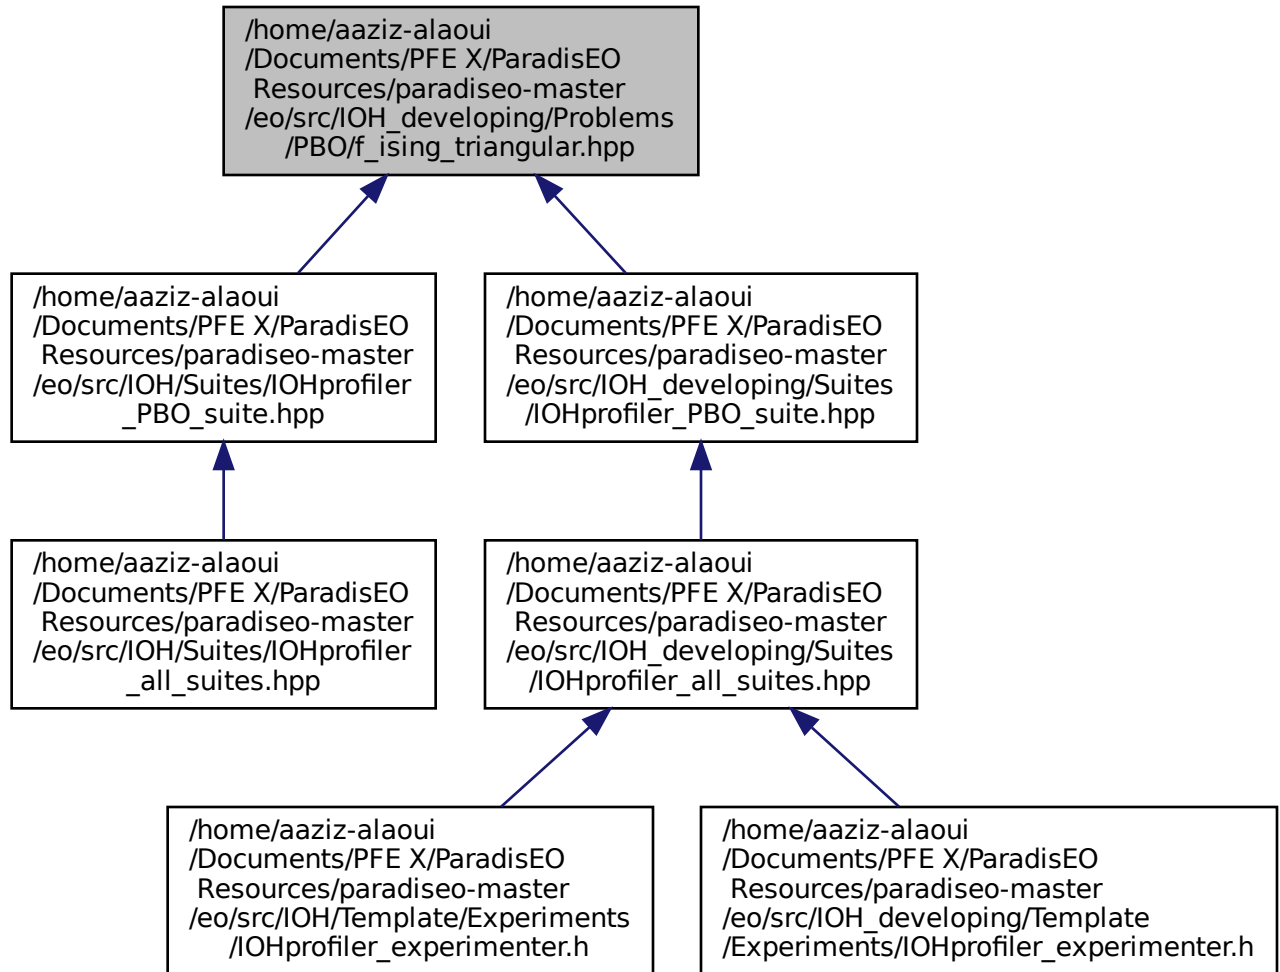 /home/aaziz-alaoui
/Documents/PFE X/ParadisEO
Resources/paradiseo-master
/eo/src/IOH_developing/Problems
/PBO/f_ising_triangular.hpp
/home/aaziz-alaoui
/Documents/PFE X/ParadisEO
Resources/paradiseo-master
/eo/src/IOH/Suites/IOHprofiler
_PBO_suite.hpp
/home/aaziz-alaoui
/Documents/PFE X/ParadisEO
Resources/paradiseo-master
/eo/src/IOH_developing/Suites
/IOHprofiler_PBO_suite.hpp
/home/aaziz-alaoui
/Documents/PFE X/ParadisEO
Resources/paradiseo-master
/eo/src/IOH/Suites/IOHprofiler
_all_suites.hpp
/home/aaziz-alaoui
/Documents/PFE X/ParadisEO
Resources/paradiseo-master
/eo/src/IOH_developing/Suites
/IOHprofiler_all_suites.hpp
/home/aaziz-alaoui
/Documents/PFE X/ParadisEO
Resources/paradiseo-master
/eo/src/IOH/Template/Experiments
/IOHprofiler_experimenter.h
/home/aaziz-alaoui
/Documents/PFE X/ParadisEO
Resources/paradiseo-master
/eo/src/IOH_developing/Template
/Experiments/IOHprofiler_experimenter.h